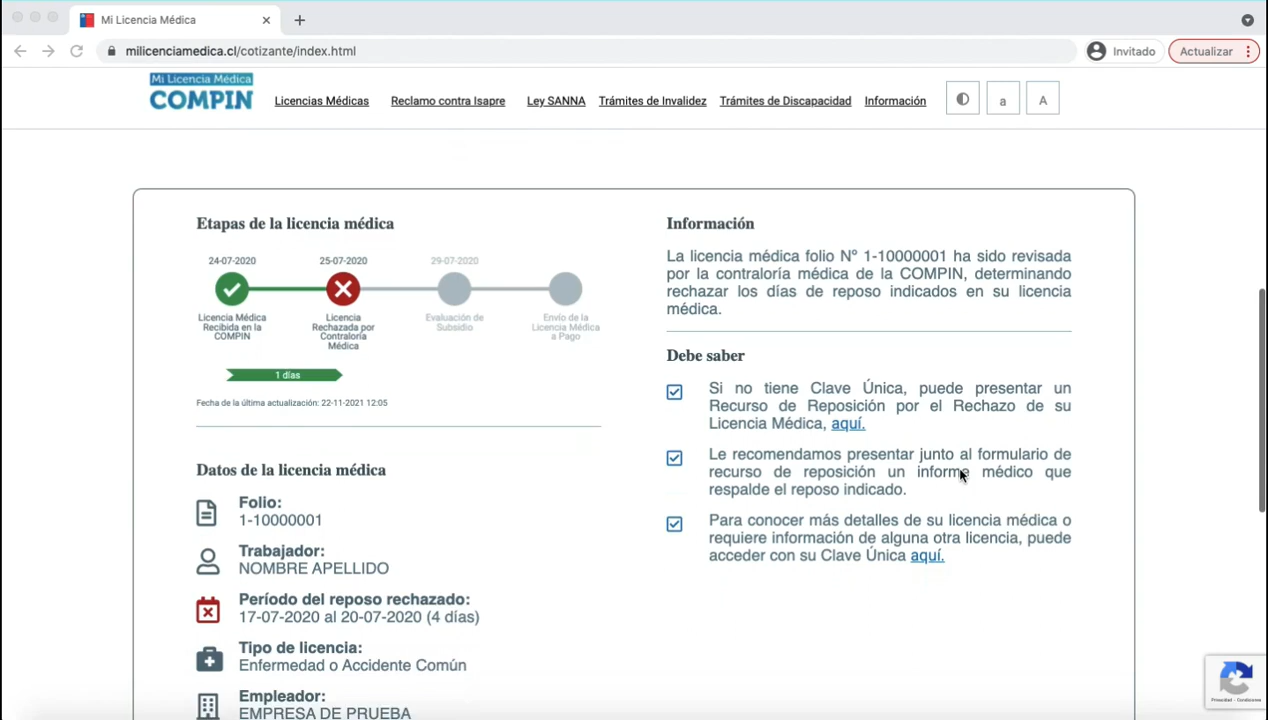 Mi Licencia Médica
milicenciamedica.cl/cotizante/index.html
Invitado
Actualizar
Mi Licencia Médica
COMPIN
Licencias Médicas
Reclamo contra Isapre
Ley SANNA
Trámites de Invalidez
Trámites de Discapacidad
Información
a
A
Etapas de la licencia médica
24-07-2020
25-07-2020
29-07-2020
Licencia Médica
Recibida en la
COMPIN
Licencia
Rechazada por
Contraloría
Médica
Evaluación de
Subsidio
Envío de la
Licencia Médica
a Pago
1 días
Fecha de la última actualización: 22-11-2021 12:05
Datos de la licencia médica
Folio:
1-10000001
Trabajador:
NOMBRE APELLIDO
Período del reposo rechazado:
17-07-2020 al 20-07-2020 (4 días)
Tipo de licencia:
Enfermedad o Accidente Común
Empleador:
EMPRESA DE PRUEBA
Información
La licencia médica folio Nº 1-10000001 ha sido revisada
por la contraloría médica de la COMPIN, determinando
rechazar los días de reposo indicados en su licencia
médica.
Debe saber
Si no tiene Clave Única, puede presentar un
Recurso de Reposición por el Rechazo de su
Licencia Médica, aquí.
Le recomendamos presentar junto al formulario de
recurso de reposición un informe médico que
respalde el reposo indicado.
Para conocer más detalles de su licencia médica o
requiere información de alguna otra licencia, puede
acceder con su Clave Única aquí.
Privacidad - Condiciones